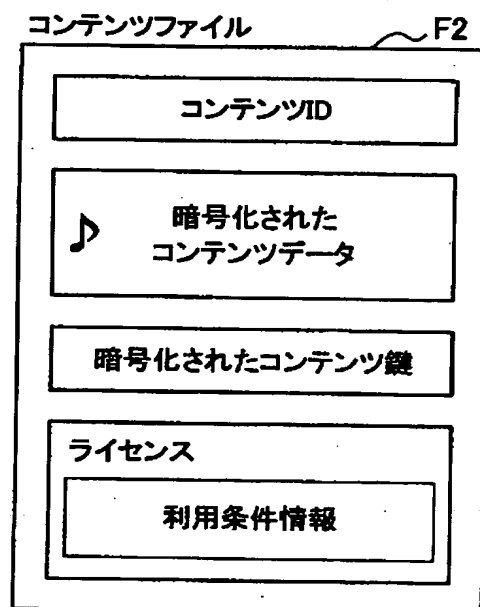 コンテンツファイル
F2
コンテンツID
暗号化された
コンテンツデータ
暗号化されたコンテンツ鍵
ライセンス
利用条件情報